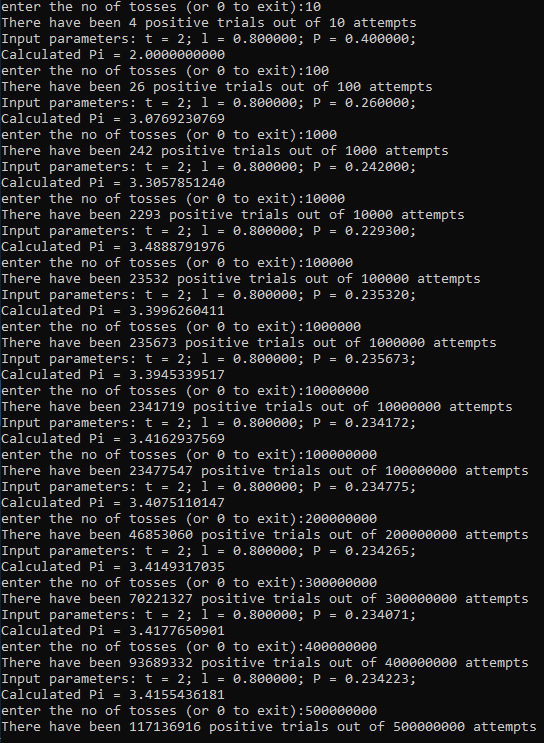 enter the no of tosses (or 0 to exit):10
There have been 4 positive trials out of 10 attempts
Input parameters: t = 2; l = 0.800000; P = 0.400000;
Calculated Pi = 2.0000000000
enter the no of tosses (or 0 to exit):100
There have been 26 positive trials out of 100 attempts
Input parameters: t = 2; l = 0.800000; P = 0.260000;
Calculated Pi = 3.0769230769
enter the no of tosses (or 0 to exit):1000
There have been 242 positive trials out of 1000 attempts
Input parameters: t = 2; l = 0.800000; P = 0.242000;
Calculated Pi = 3.3057851240
enter the no of tosses (or 0 to exit):10000
There have been 2293 positive trials out of 10000 attempts
Input parameters: t = 2; l = 0.800000; P = 0.229300;
Calculated Pi = 3.4888791976
enter the no of tosses (or 0 to exit):100000
There have been 23532 positive trials out of 100000 attempts
Input parameters: t = 2; l = 0.800000; P = 0.235320;
Calculated Pi = 3.3996260411
enter the no of tosses (or 0 to exit):1000000
There have been 235673 positive trials out of 1000000 attempts
Input parameters: t = 2; l = 0.800000; P = 0.235673;
Calculated Pi = 3.3945339517
enter the no of tosses (or 0 to exit):10000000
There have been 2341719 positive trials out of 10000000 attempts
Input parameters: t = 2; l = 0.800000; P = 0.234172;
Calculated Pi = 3.4162937569
enter the no of tosses (or 0 to exit):100000000
There have been 23477547 positive trials out of 100000000 attempts
Input parameters: t = 2; l = 0.800000; P = 0.234775;
Calculated Pi = 3.4075110147
enter the no of tosses (or 0 to exit):200000000
There have been 46853060 positive trials out of 200000000 attempts
Input parameters: t = 2; l = 0.800000; P = 0.234265;
Calculated Pi = 3.4149317035
enter the no of tosses (or 0 to exit):300000000
There have been 70221327 positive trials out of 300000000 attempts
Input parameters: t = 2; l = 0.800000; P = 0.234071;
Calculated Pi = 3.4177650901
enter the no of tosses (or 0 to exit):400000000
There have been 93689332 positive trials out of 400000000 attempts
Input parameters: t = 2; l = 0.800000; P = 0.234223;
Calculated Pi = 3.4155436181
enter the no of tosses (or 0 to exit):500000000
There have been 117136916 positive trials out of 500000000 attempts